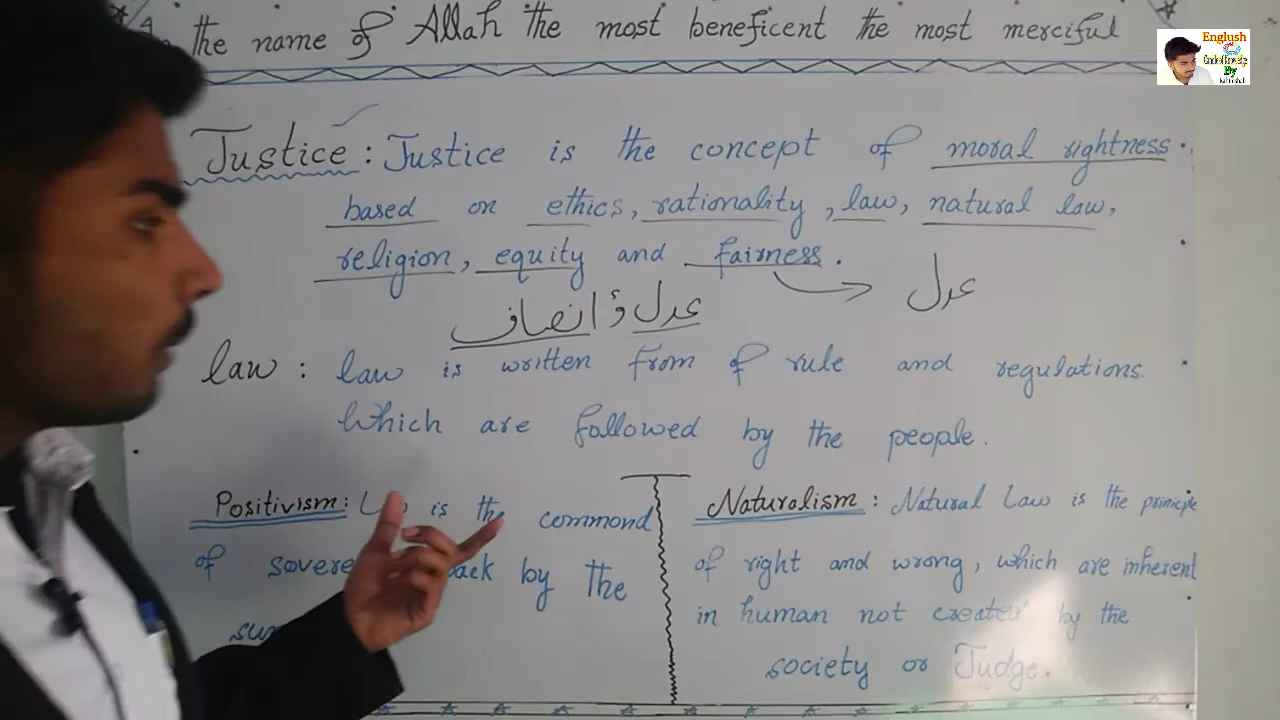 the name of Allah the most beneficent the most merciful
Englush
By
Justice : Justice is the concept of moral rightness.
based on ethics, rationality, law, natural law,
religion, equity and fairness.
عدل
عدل و انصاف
law : law is written from of rule and regulations.
Which are followed by the people.
Positivism : is the commond
of by the
Naturalism : Natural Law is the principle
of right and wrong, which are inherent
in human not created by the
society or Judge.